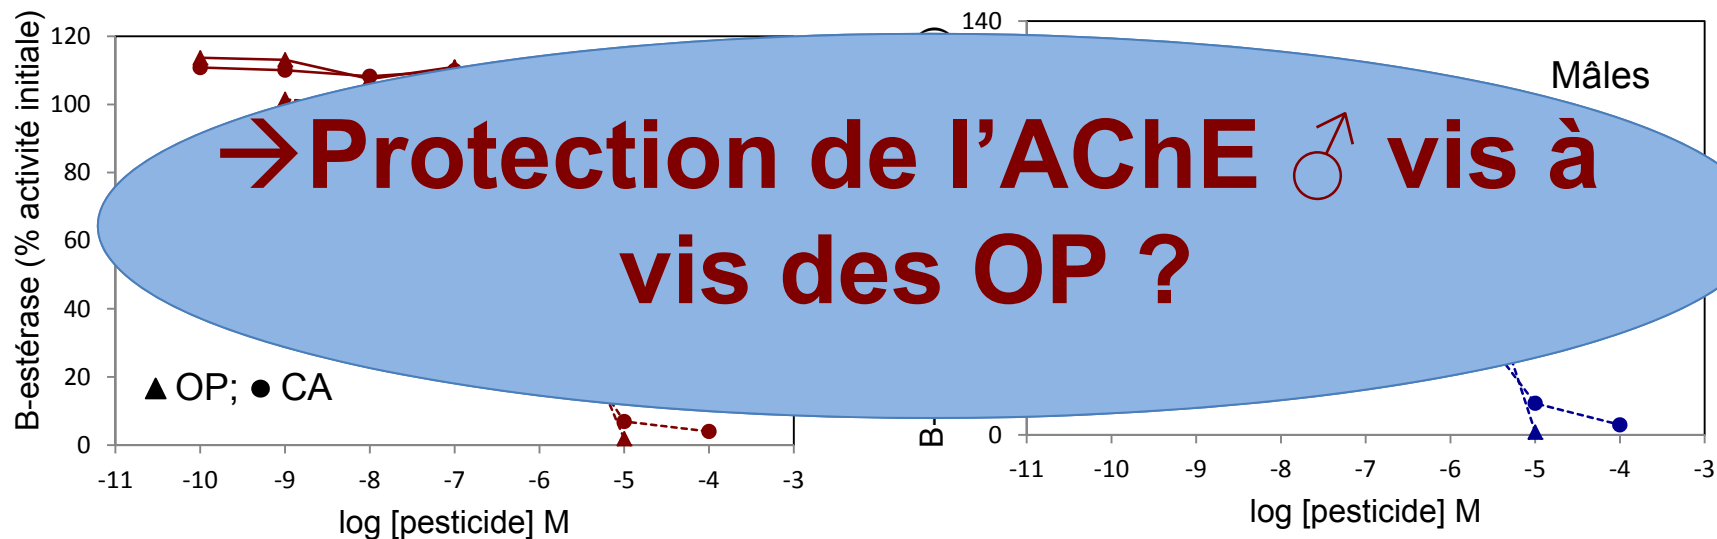 B-estérase (% activité initiale)
120
100
80
60
40
20
0
-11 -10 -9 -8 -7 -5 -4 -3
log [pesticide] M
▲ OP; ● CA
→Protection de l’AChE ♂ vis à
vis des OP ?
140
Mâles
0
B-
-11 -10 -9 -8 -7 -6 -5 -4 -3
log [pesticide] M